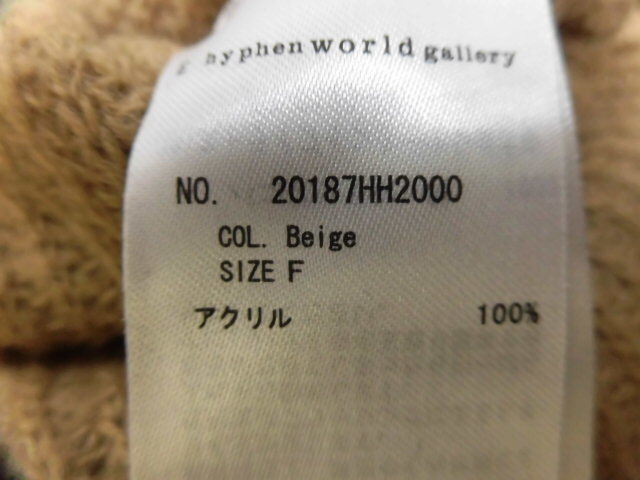 E hyphen world gallery
NO. 20187HH2000
COL. Beige
SIZE F
アクリル 100%